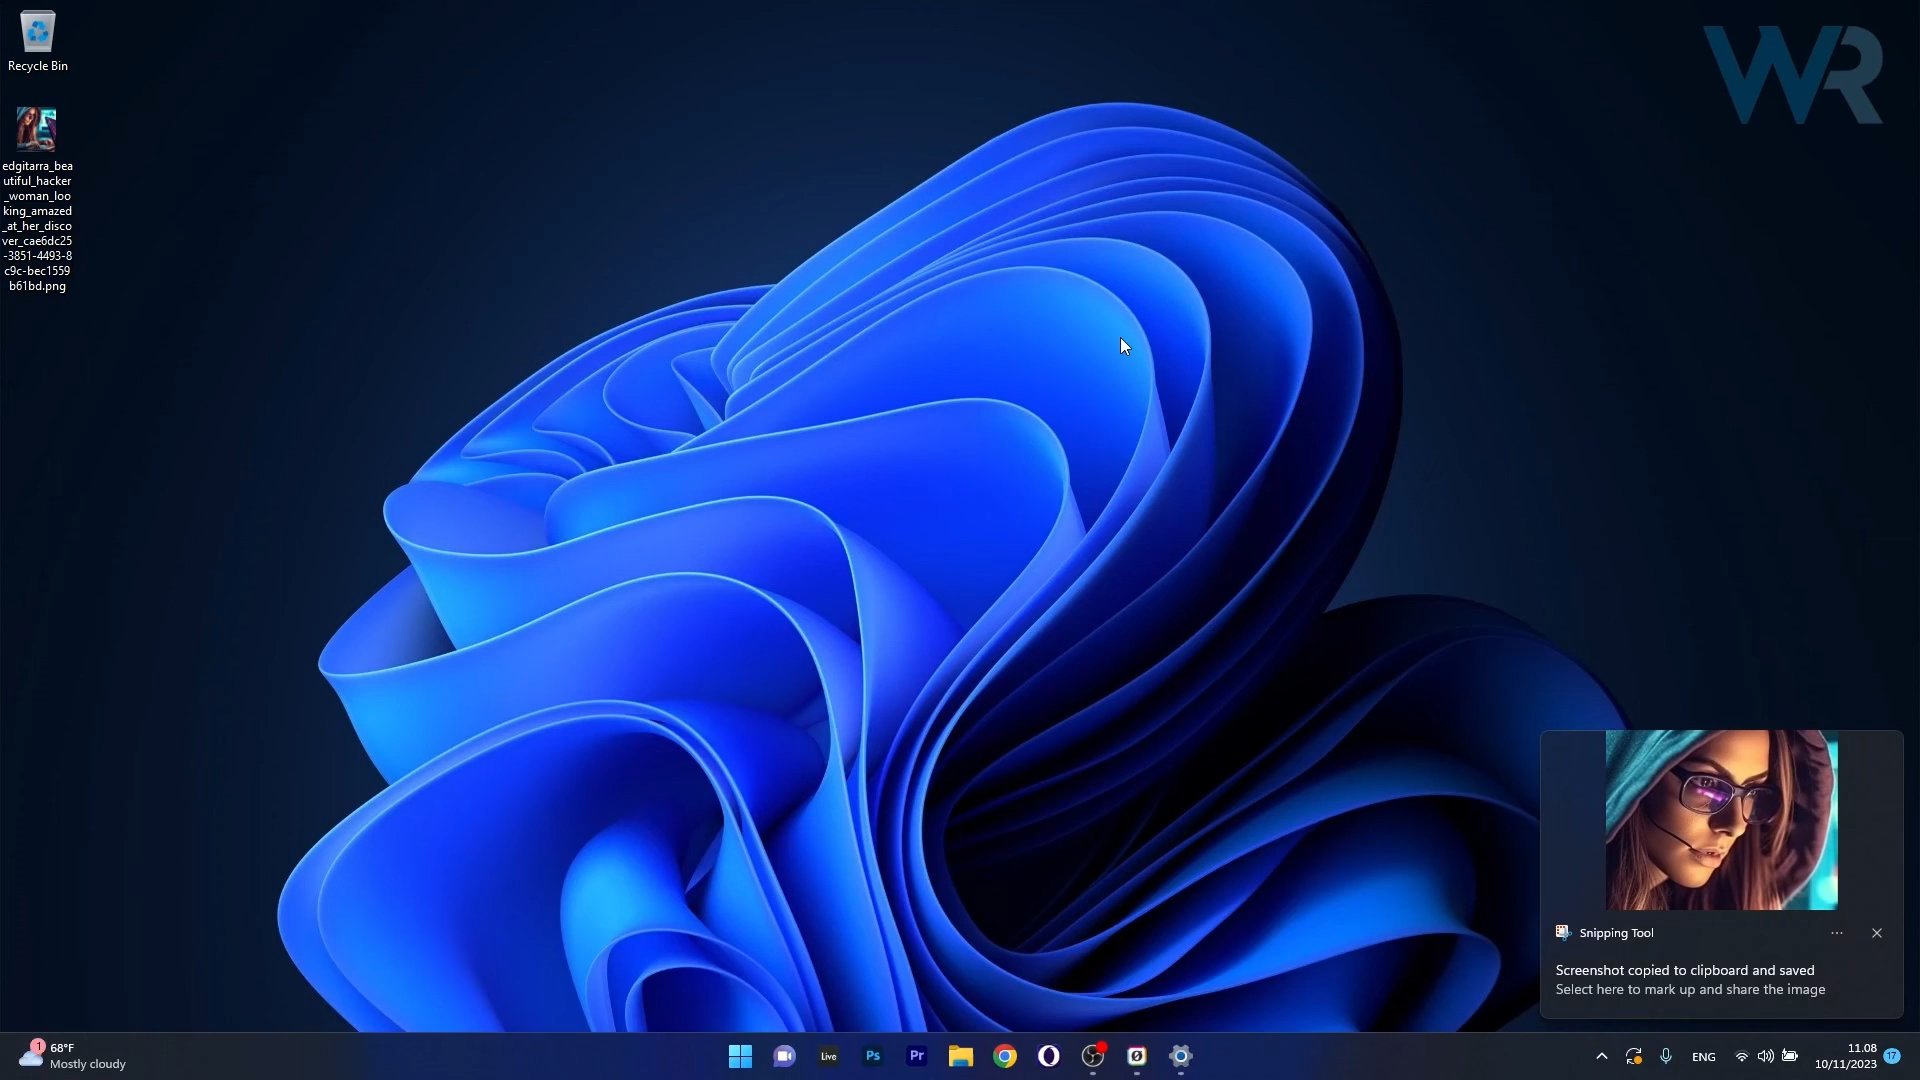 Recycle Bin
WR
edgitarra_bea
utiful_hacker
_woman_loo
king_amazed
_at_her_disco
ver_cae6dc25
-3851-4493-8
c9c-bec1559
b61bd.png
Snipping Tool
Screenshot copied to clipboard and saved
Select here to mark up and share the image
1
68°F
Mostly cloudy
Live
Ps
Pr
ENG
11.08
10/11/2023
17